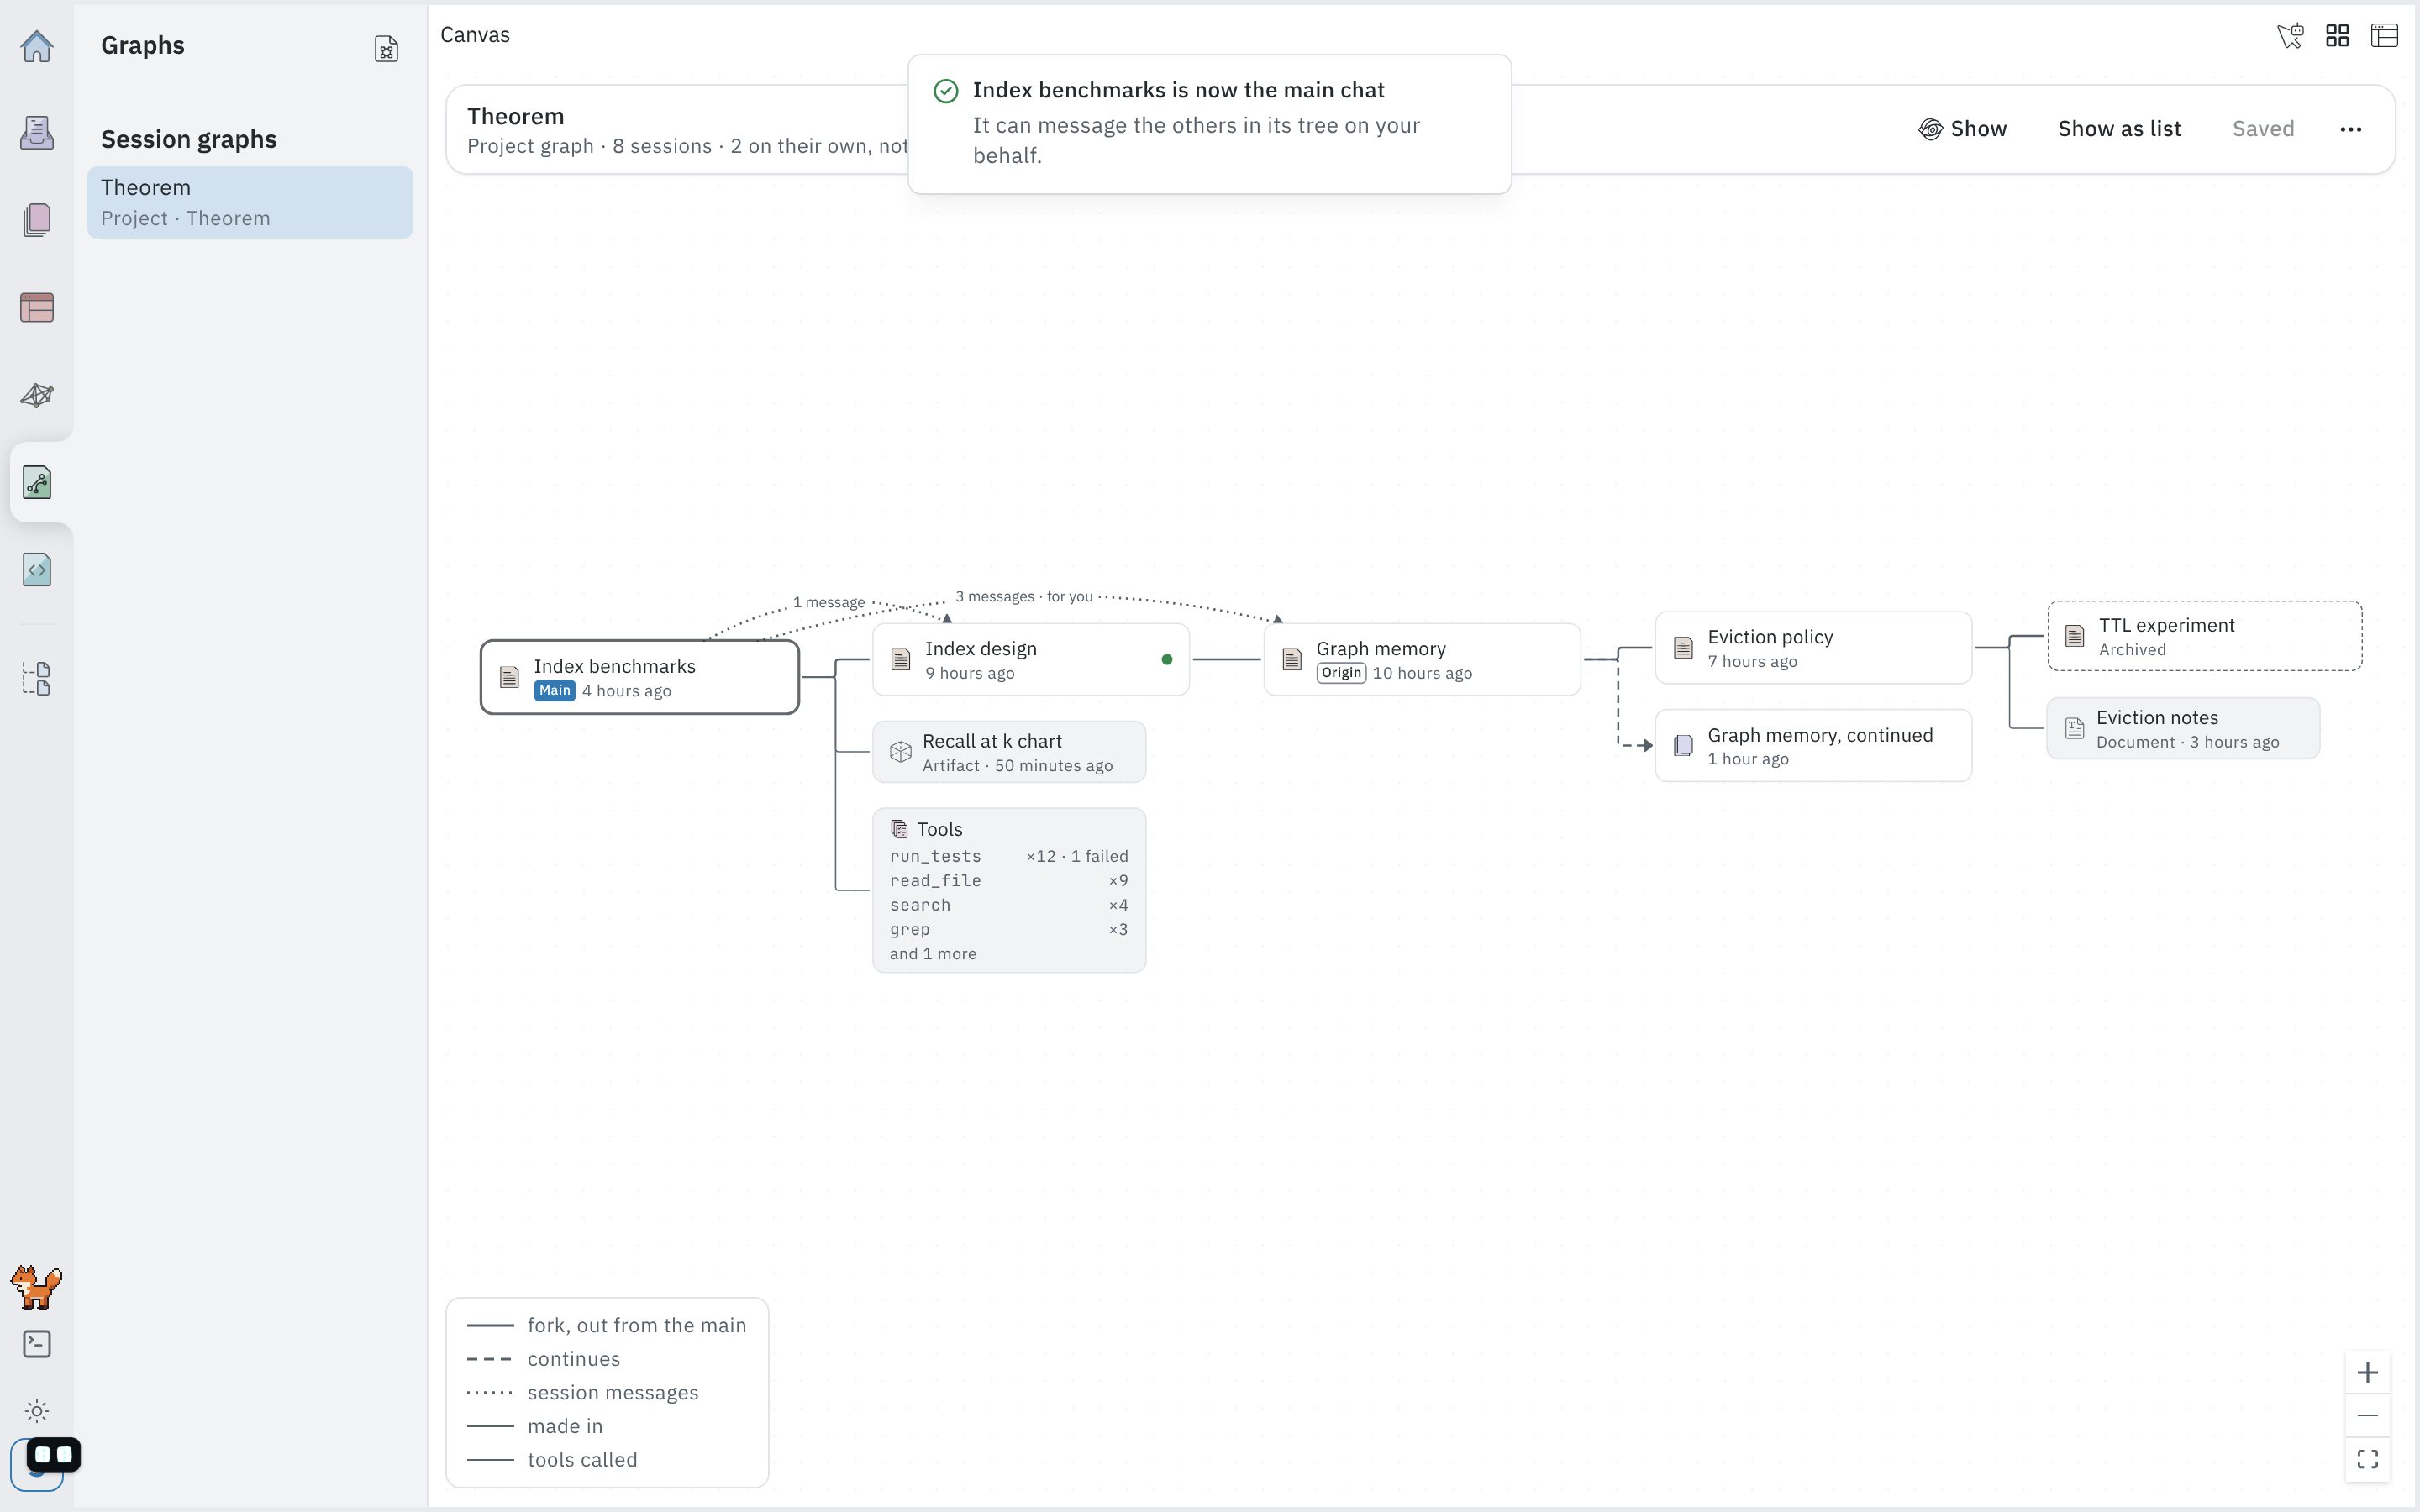 Graphs
Session graphs
Theorem
Project · Theorem
Canvas
Theorem
Project graph · 8 sessions · 2 on their own, not
Index benchmarks is now the main chat
It can message the others in its tree on your
behalf.
Show
Show as list
Saved
1 message
3 messages · for you
Index benchmarks
Main 4 hours ago
Index design
9 hours ago
Graph memory
Origin 10 hours ago
Eviction policy
7 hours ago
TTL experiment
Archived
Recall at k chart
Artifact · 50 minutes ago
Graph memory, continued
1 hour ago
Eviction notes
Document · 3 hours ago
Tools
run_tests ×12 · 1 failed
read_file ×9
search ×4
grep ×3
and 1 more
fork, out from the main
continues
session messages
made in
tools called